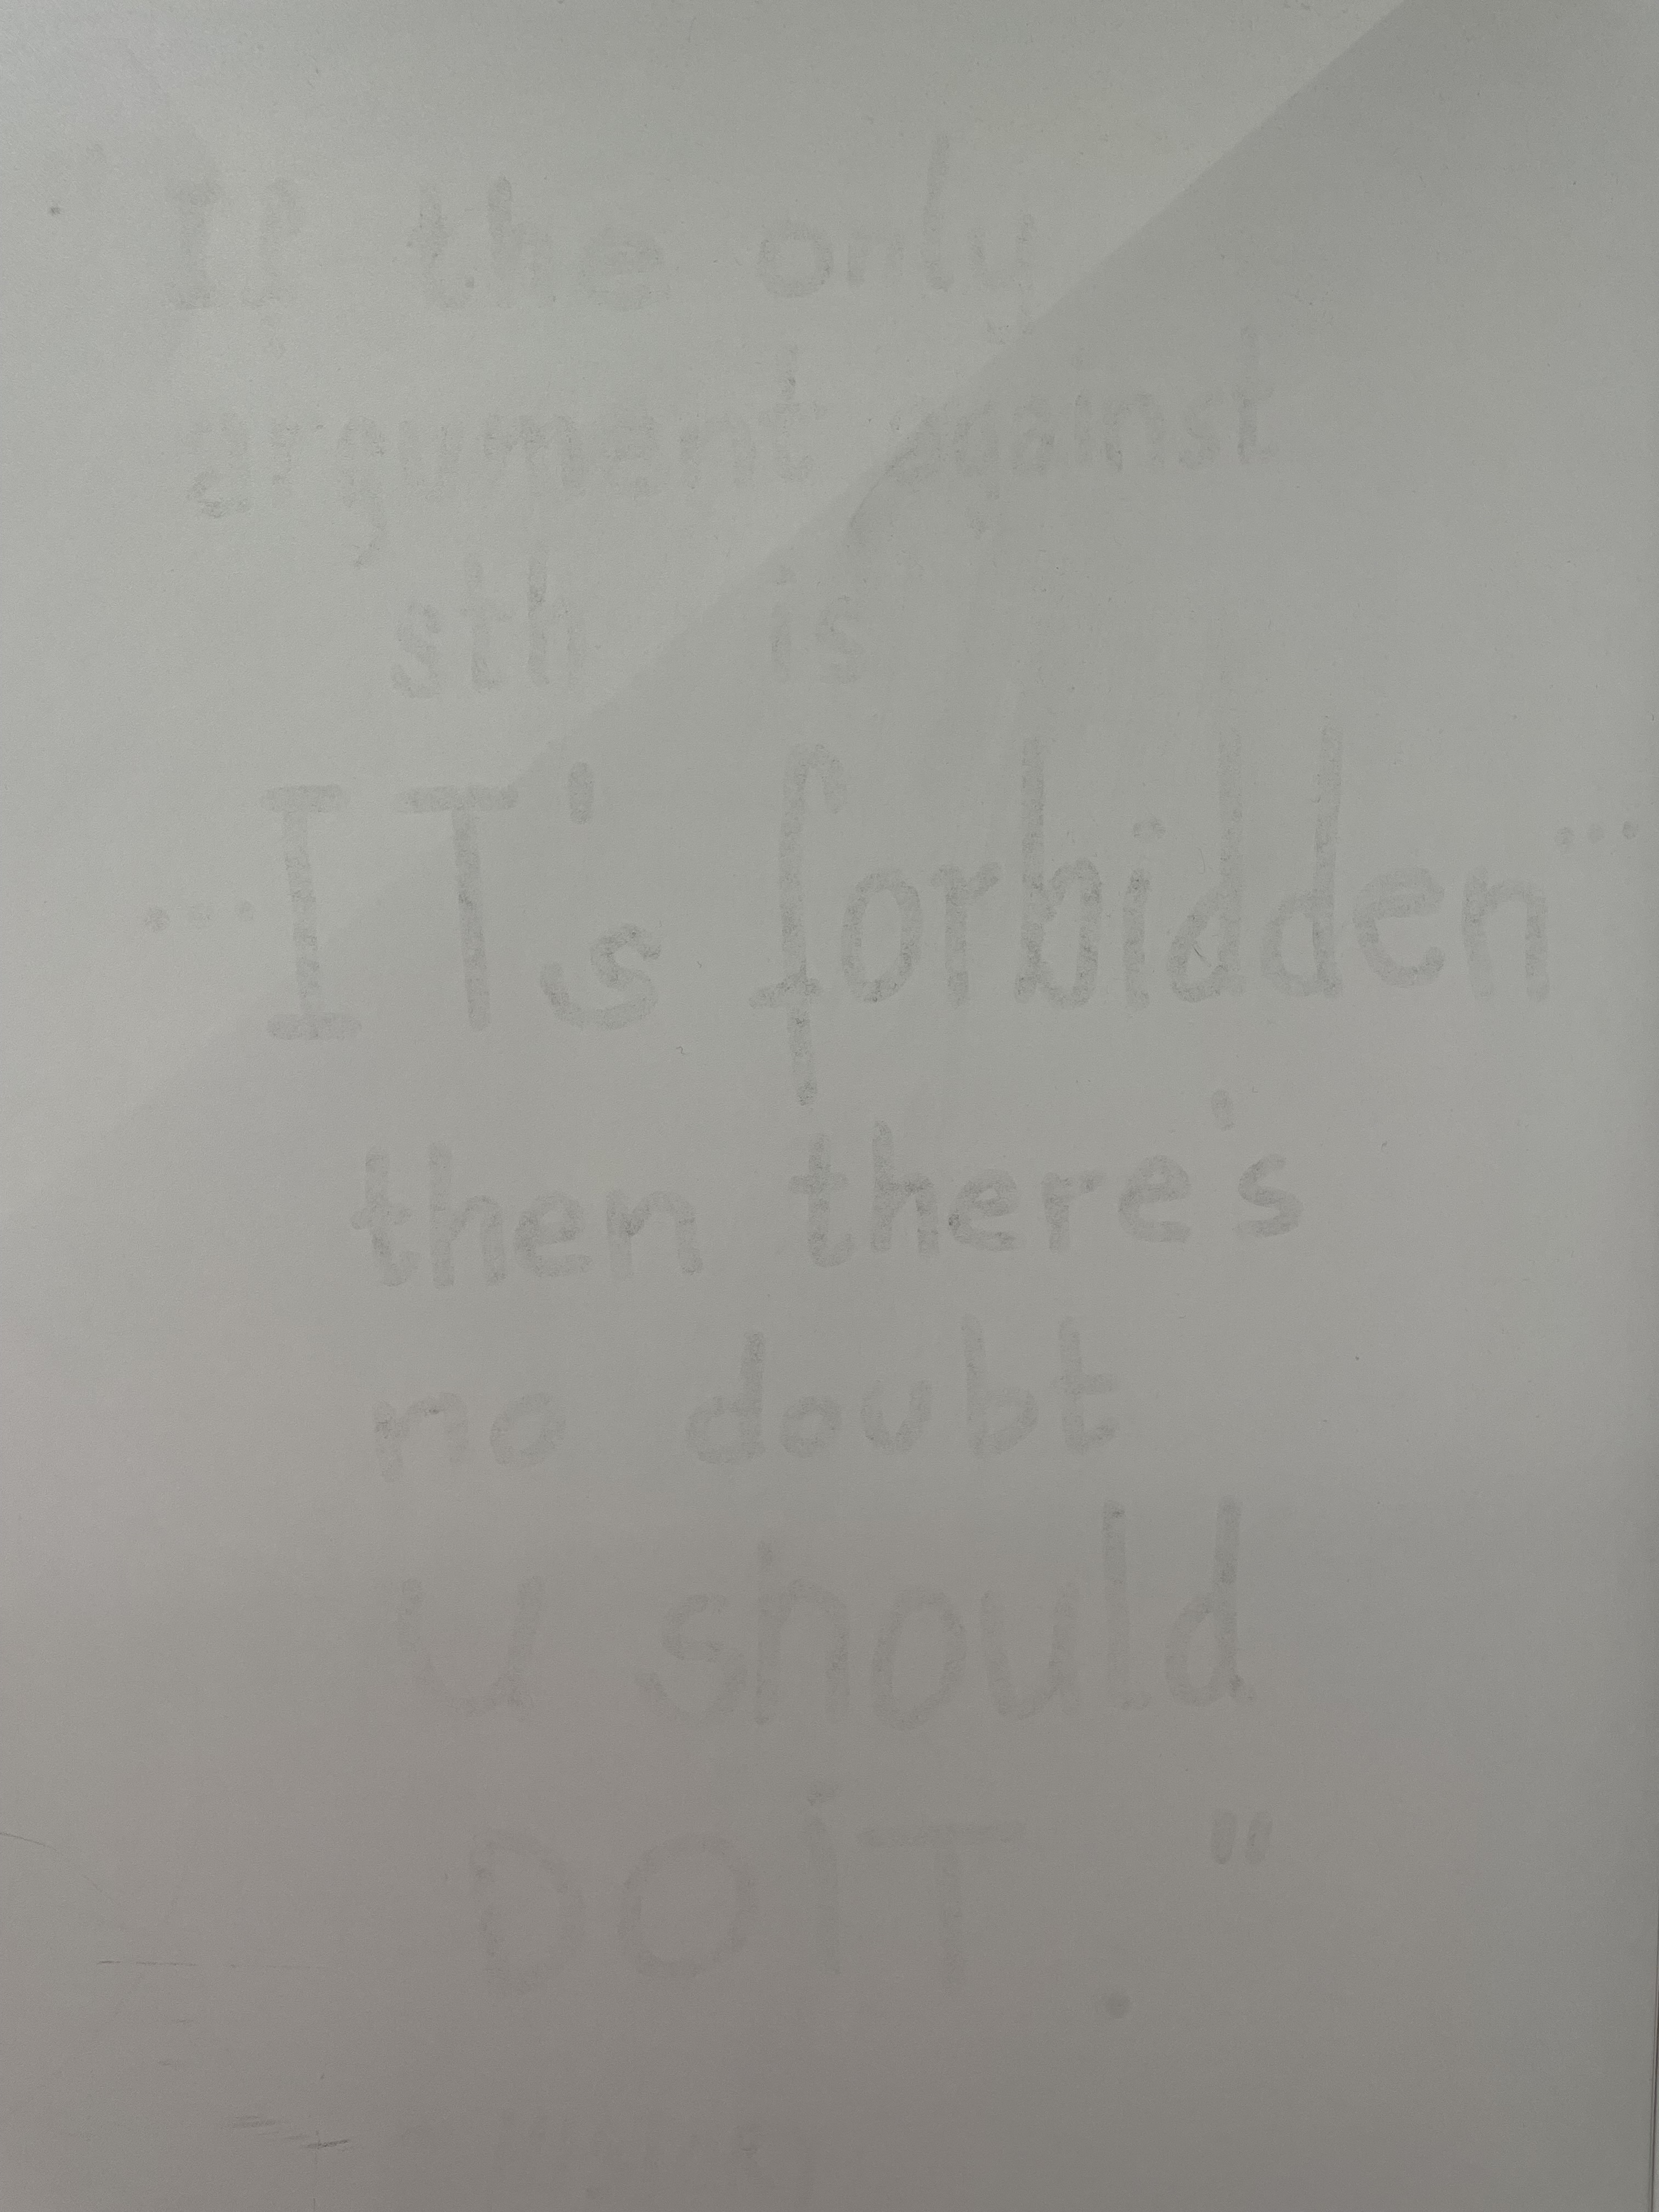 "If the only
argument against
sth is
...IT's forbidden...
then there's
no doubt
u should
DO iT ."